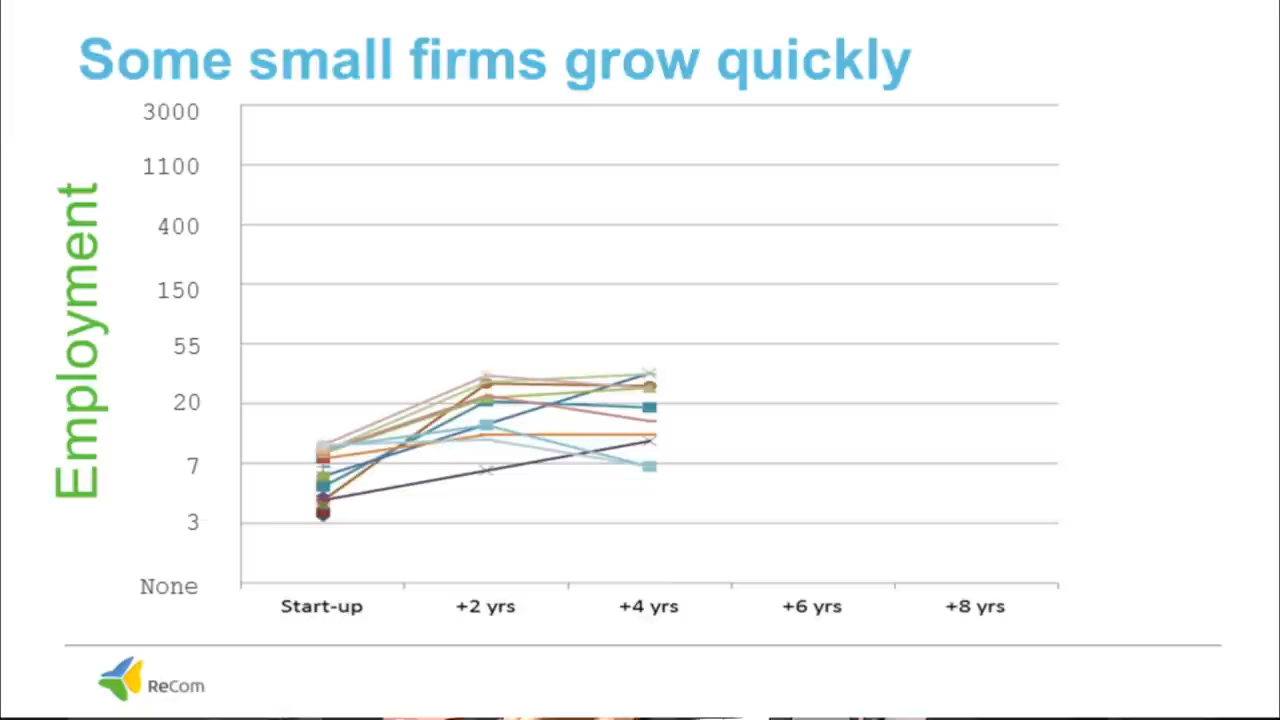 Some small firms grow quickly
Employment
3000
1100
400
150
55
20
7
3
None
Start-up +2 yrs +4 yrs +6 yrs +8 yrs
ReCom